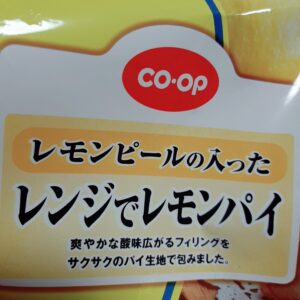 CO·OP
レモンピールの入った
レンジでレモンパイ
爽やかな酸味広がるフィリングを
サクサクのパイ生地で包みました。